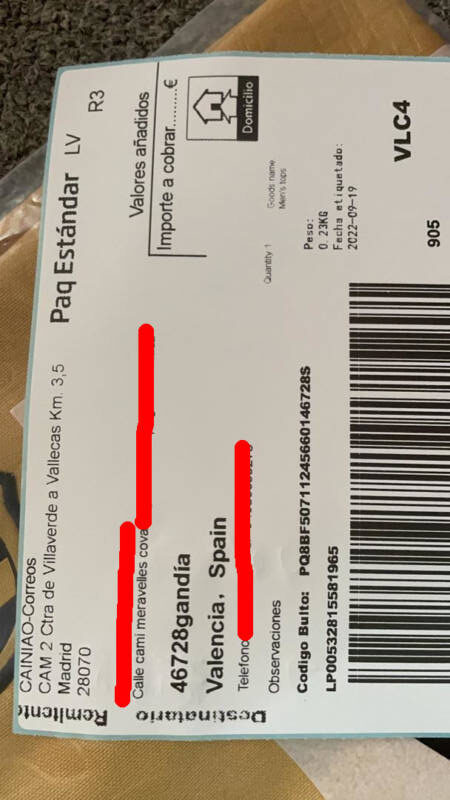 Remitente
CAINIAO-Correos
CAM 2 Ctra de Villaverde a Vallecas Km. 3,5
Madrid
28070
Paq Estándar LV R3
Destinatario
Calle camí meravelles cova
46728gandía
Valencia, Spain
Telefono
Valores añadidos
Importe a cobrar.........€
Domicilio
Observaciones
Quantity 1
Goods name
Men's tops
Codigo Bulto: PQ8BF50711245660146728S
LP00532815581965
Peso:
0.23KG
Fecha etiquetado:
2022-09-19
VLC4
905